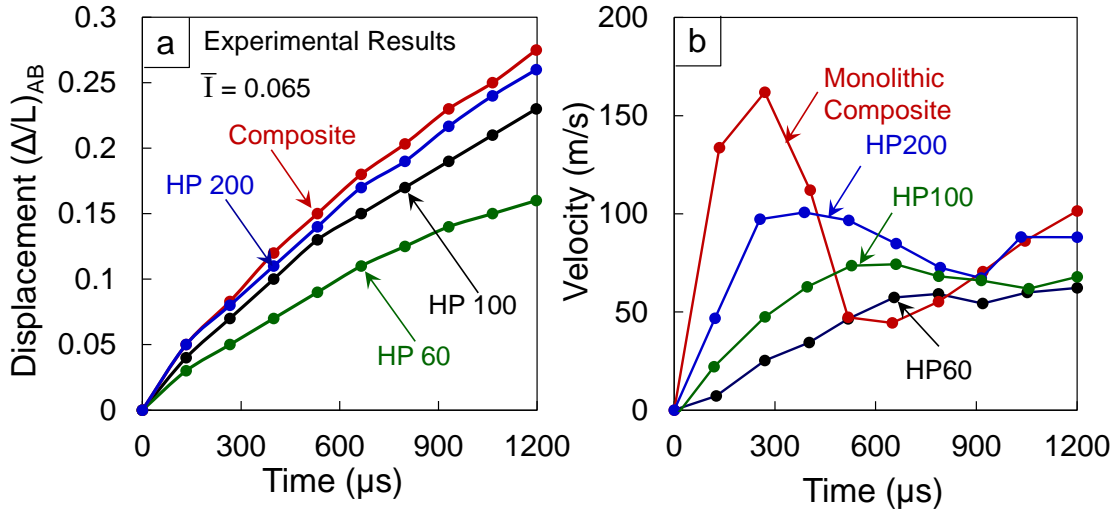 a
Experimental Results
I̅ = 0.065
Composite
HP 200
HP 100
HP 60
0.3
0.25
0.2
0.15
0.1
0.05
0
0 300 600 900 1200
Displacement (Δ/L)AB
Time (µs)
b
Monolithic
Composite
HP200
HP100
HP60
200
150
100
50
0
0 300 600 900 1200
Velocity (m/s)
Time (µs)